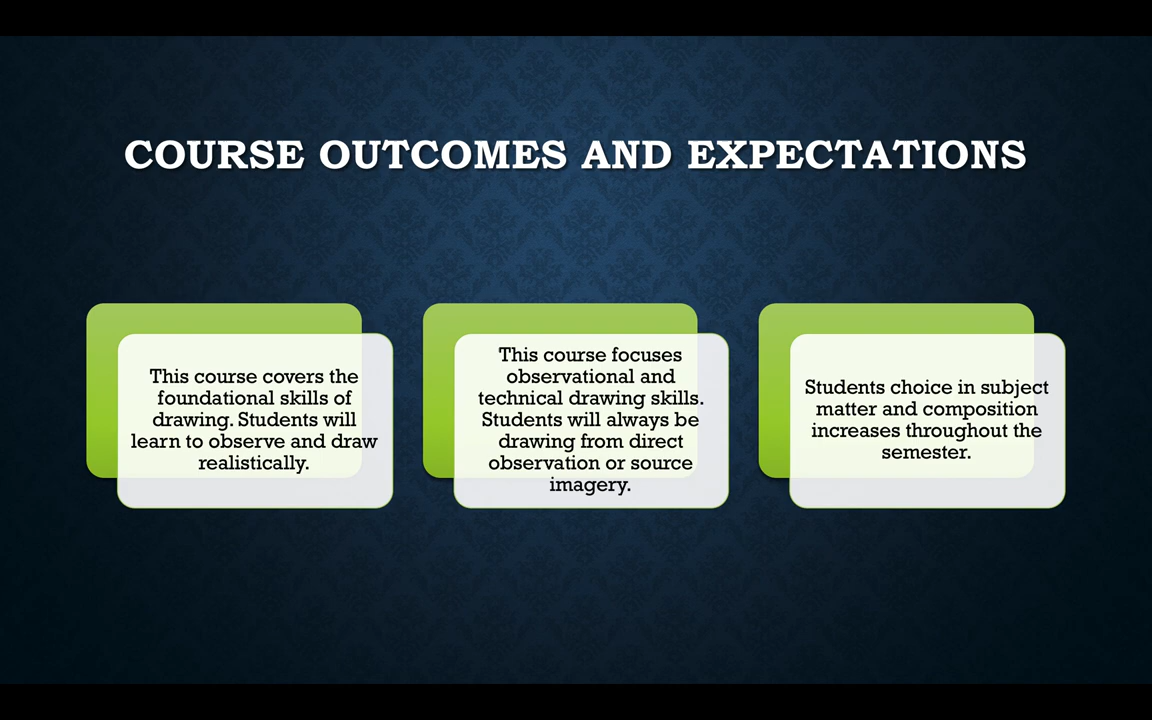 COURSE OUTCOMES AND EXPECTATIONS
This course covers the
foundational skills of
drawing. Students will
learn to observe and draw
realistically.
This course focuses
observational and
technical drawing skills.
Students will always be
drawing from direct
observation or source
imagery.
Students choice in subject
matter and composition
increases throughout the
semester.